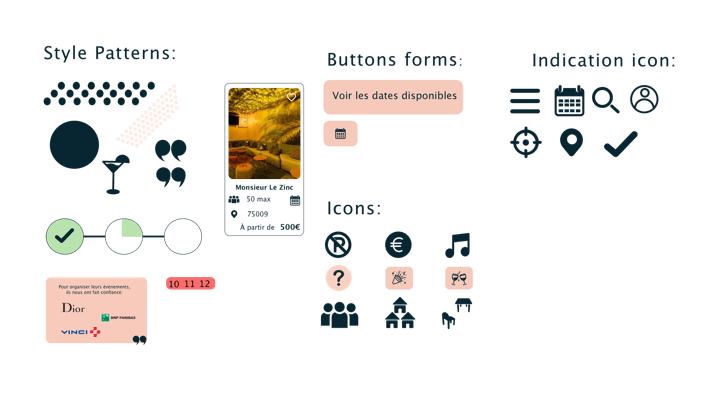 Style Patterns:
Buttons forms:
Indication icon:
Voir les dates disponibles
Monsieur Le Zinc
50 max
75009
À partir de 500€
Icons:
Pour organiser leurs évènements,
ils nous ont fait confiance
Dior
BNP PARIBAS
VINCI
10 11 12